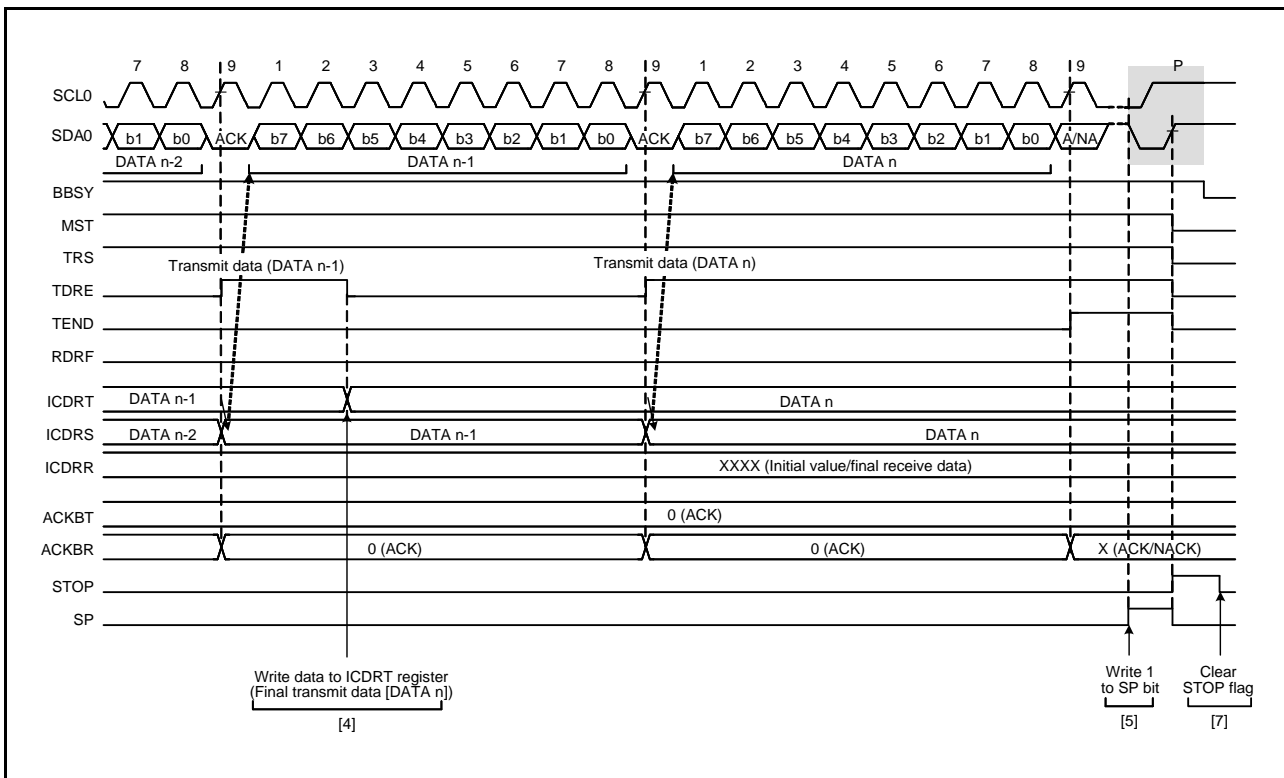 7 8 9 1 2 3 4 5 6 7 8 9 1 2 3 4 5 6 7 8 9 P
SCL0
SDA0 b1 b0 ACK b7 b6 b5 b4 b3 b2 b1 b0 ACK b7 b6 b5 b4 b3 b2 b1 b0 A/NA
DATA n-2 DATA n-1 DATA n
BBSY
MST
TRS
Transmit data (DATA n-1) Transmit data (DATA n)
TDRE
TEND
RDRF
ICDRT DATA n-1 DATA n
ICDRS DATA n-2 DATA n-1 DATA n
ICDRR XXXX (Initial value/final receive data)
ACKBT 0 (ACK)
ACKBR 0 (ACK) 0 (ACK) X (ACK/NACK)
STOP
SP
Write data to ICDRT register
(Final transmit data [DATA n])
[4]
Write 1
to SP bit
[5]
Clear
STOP flag
[7]